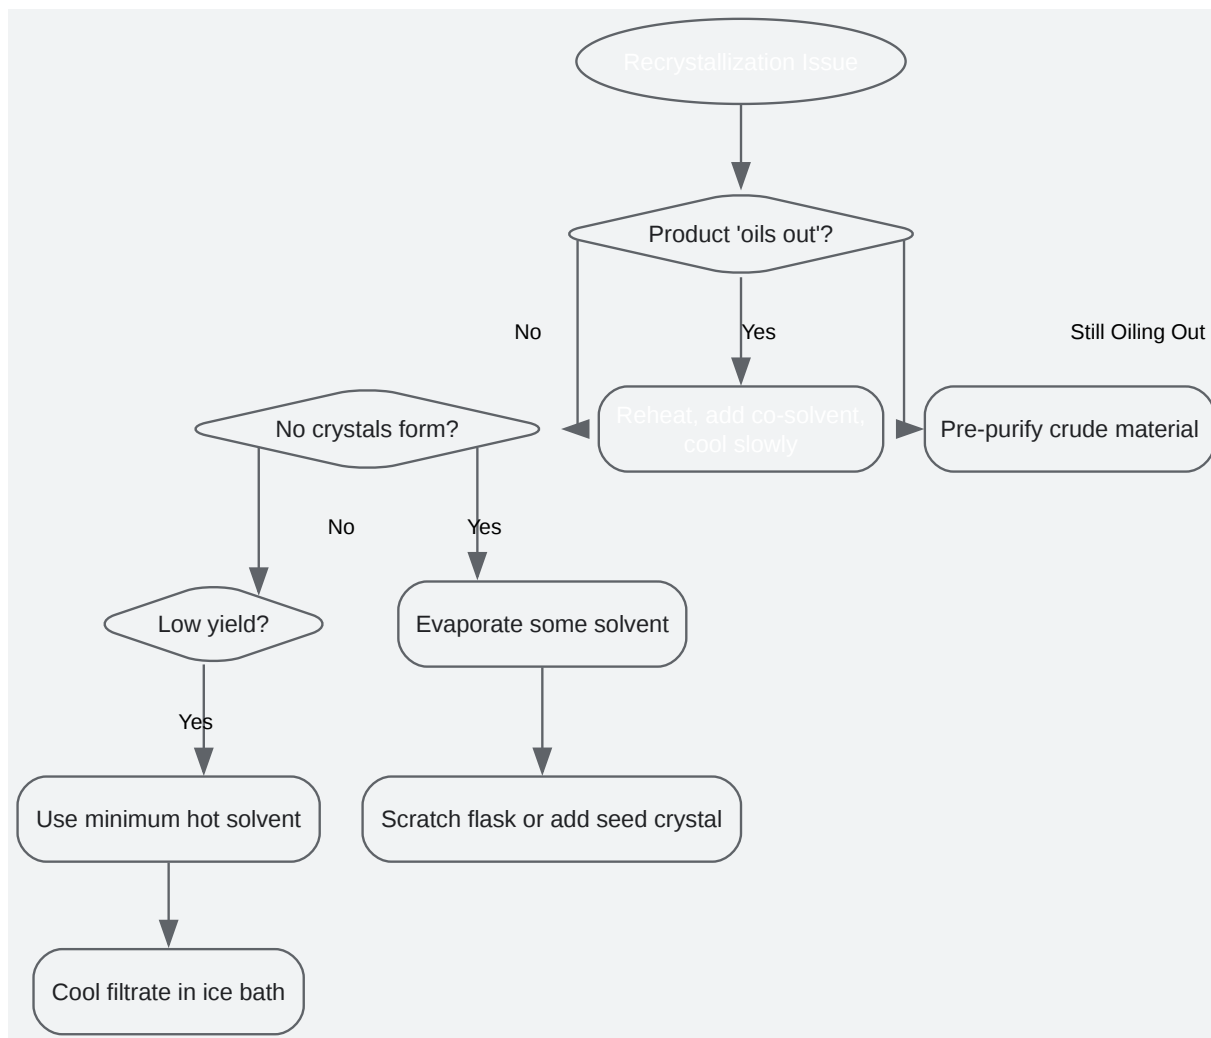 Recrystallization Issue
Product 'oils out'?
No
Yes
Still Oiling Out
No crystals form?
Reheat, add co-solvent,
cool slowly
Pre-purify crude material
No
Yes
Low yield?
Evaporate some solvent
Yes
Use minimum hot solvent
Scratch flask or add seed crystal
Cool filtrate in ice bath